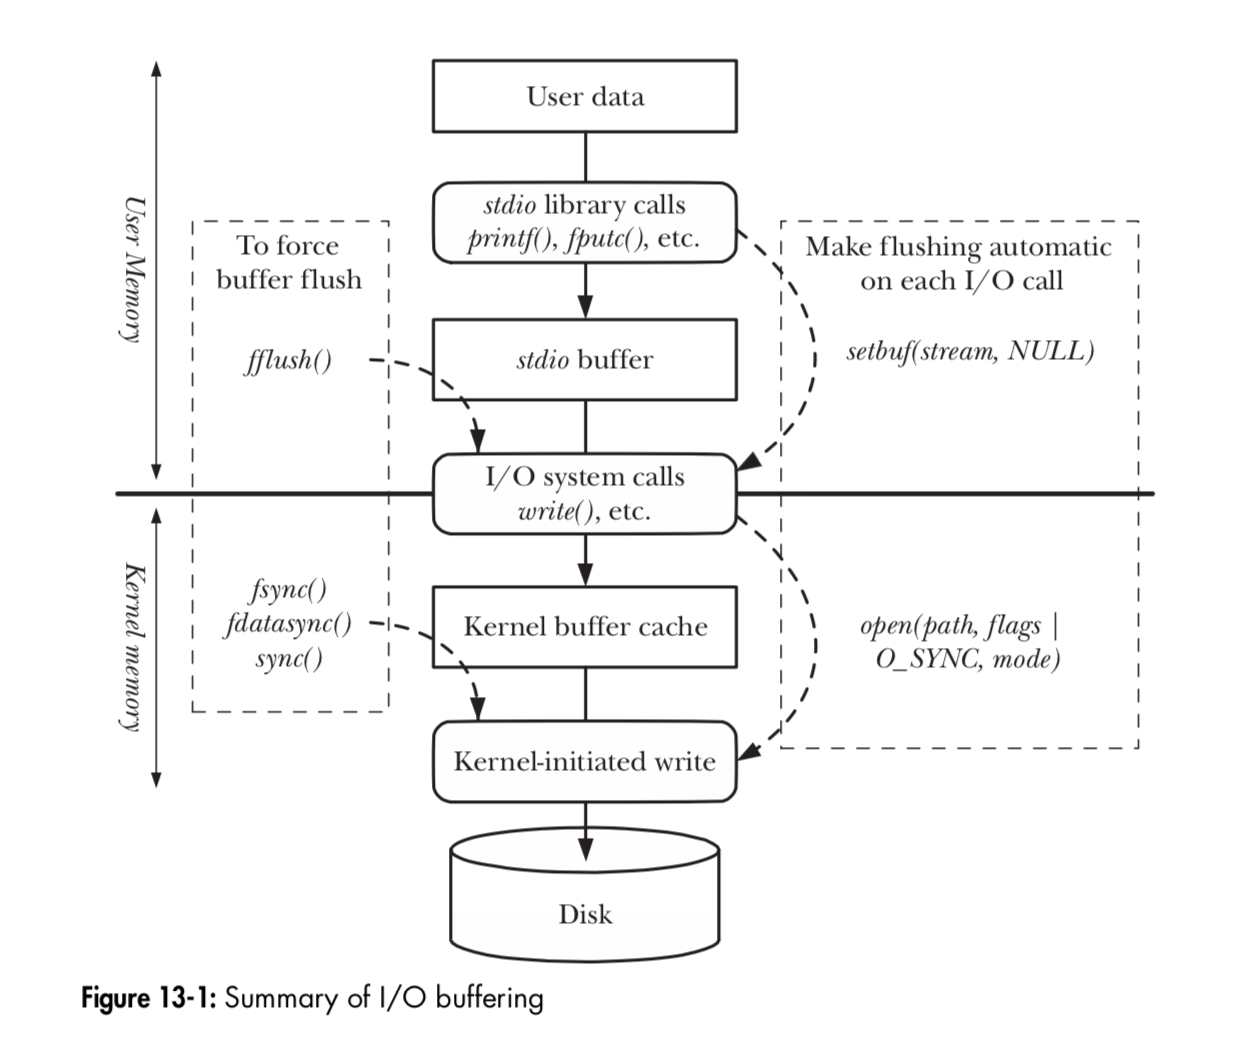 User data
stdio library calls
printf(), fputc(), etc.
User Memory
To force
buffer flush
Make flushing automatic
on each I/O call
fflush()
stdio buffer
setbuf(stream, NULL)
I/O system calls
write(), etc.
Kernel memory
fsync()
fdatasync()
sync()
Kernel buffer cache
open(path, flags |
O_SYNC, mode)
Kernel-initiated write
Disk
Figure 13-1: Summary of I/O buffering